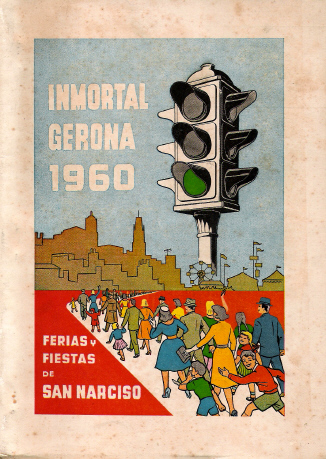 INMORTAL
GERONA
1960
FERIAS Y
FIESTAS
DE
SAN NARCISO